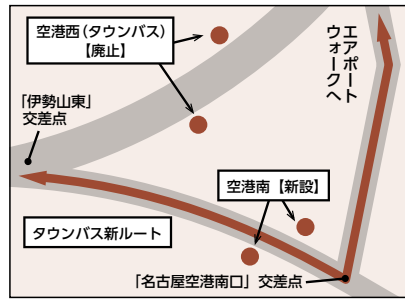 空港西（タウンバス）
【廃止】
エアポート
ウォークへ
「伊勢山東」
交差点
空港南【新設】
タウンバス新ルート
「名古屋空港南口」交差点